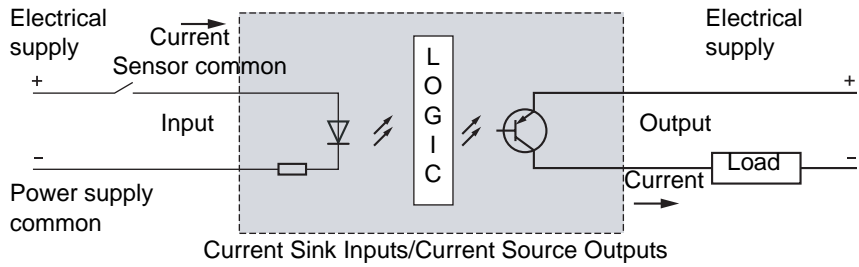 Electrical
supply
Current
Sensor common
+
Input
–
Power supply
common
L
O
G
I
C
Electrical
supply
+
Output
–
Load
Current
Current Sink Inputs/Current Source Outputs